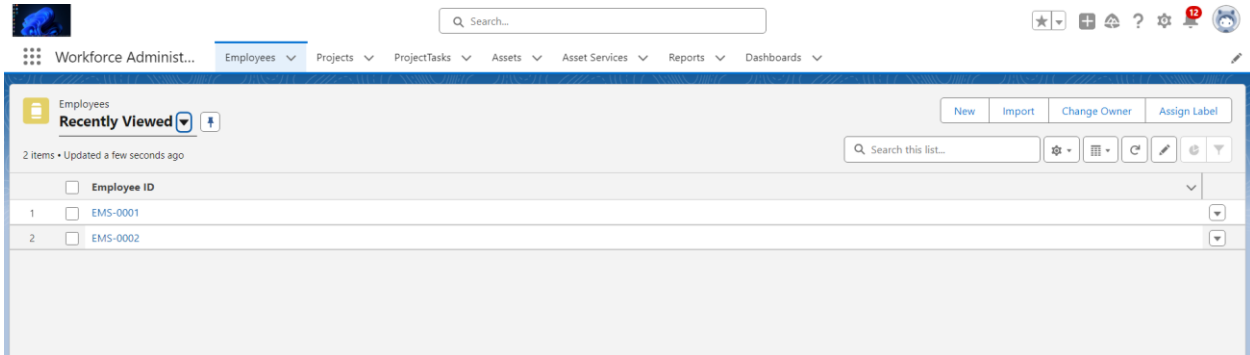 Search...
12
Workforce Administ... Employees Projects ProjectTasks Assets Asset Services Reports Dashboards
Employees
Recently Viewed
New Import Change Owner Assign Label
2 items • Updated a few seconds ago
Search this list...
Employee ID
1 EMS-0001
2 EMS-0002